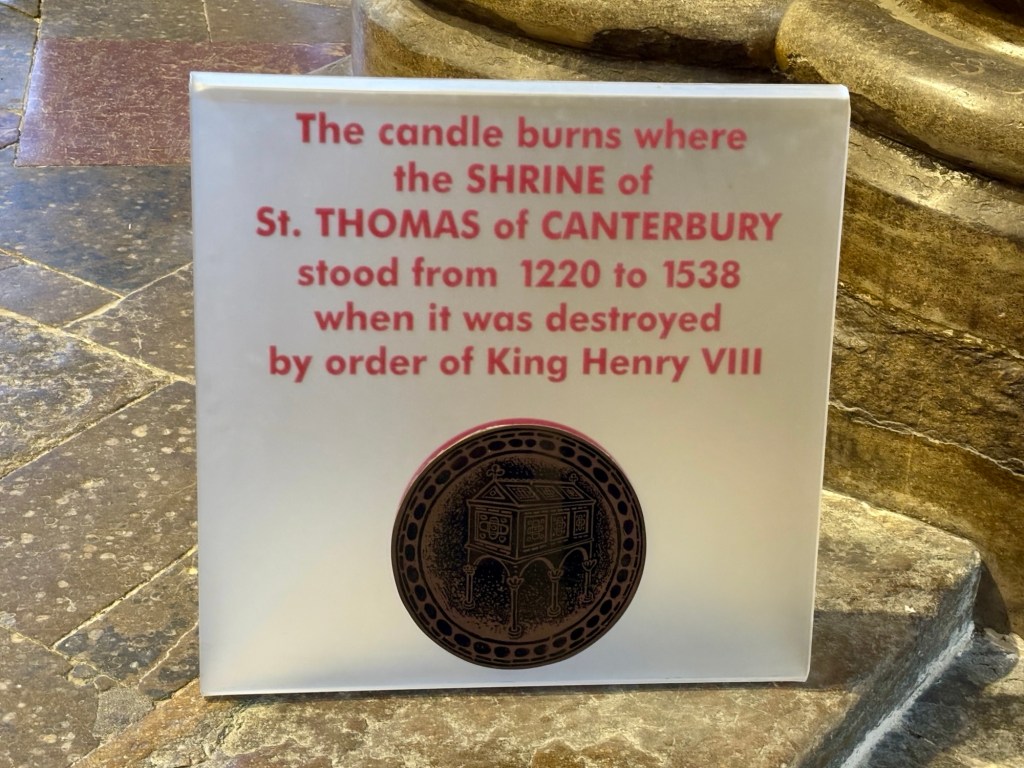 The candle burns where
the SHRINE of
St. THOMAS of CANTERBURY
stood from 1220 to 1538
when it was destroyed
by order of King Henry VIII